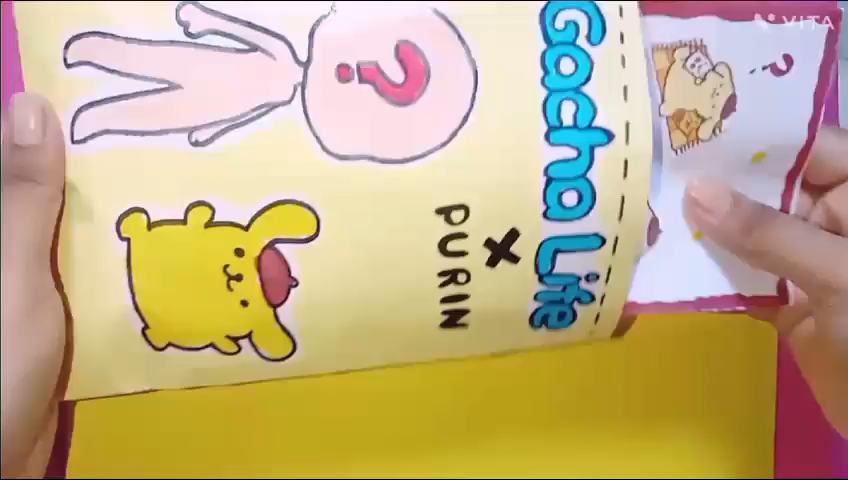 Gacha Life
×
PURIN
?
?
VITA